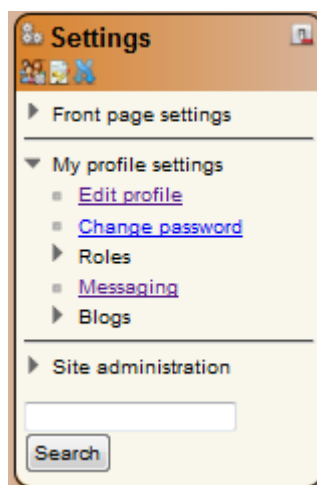 Settings
Front page settings
My profile settings
Edit profile
Change password
Roles
Messaging
Blogs
Site administration
Search